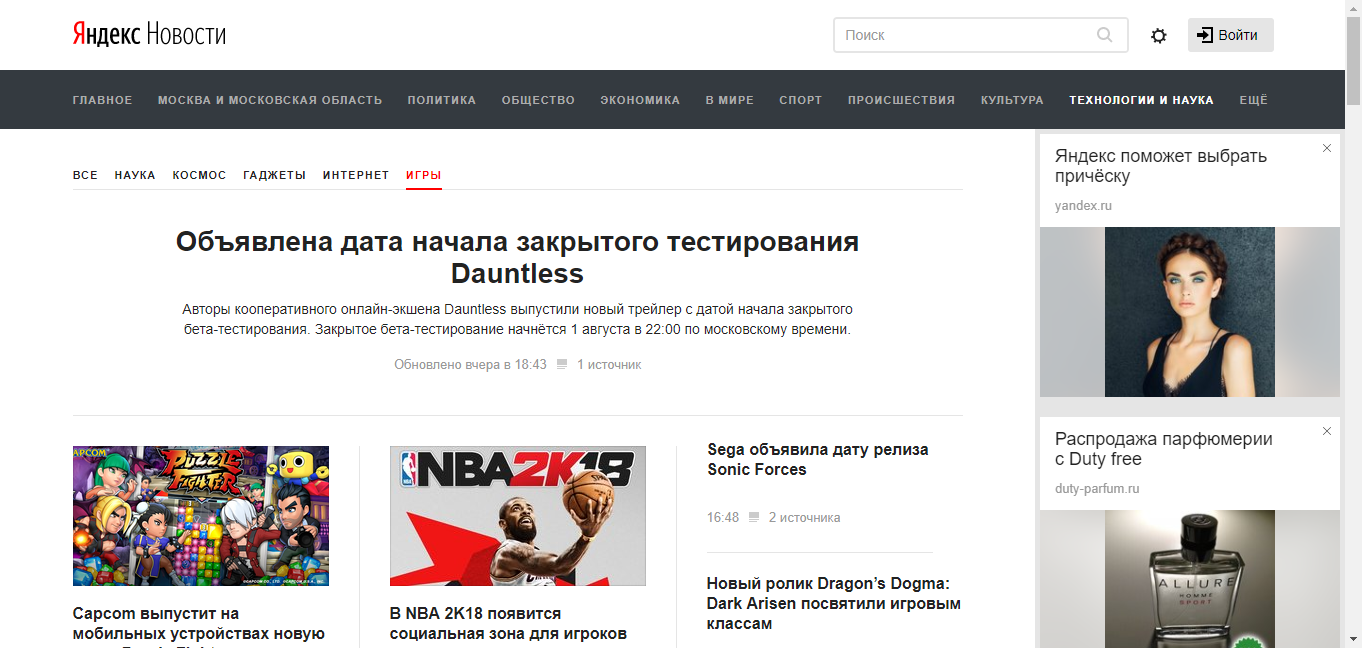 Яндекс Новости
Поиск
Войти
ГЛАВНОЕ МОСКВА И МОСКОВСКАЯ ОБЛАСТЬ ПОЛИТИКА ОБЩЕСТВО ЭКОНОМИКА В МИРЕ СПОРТ ПРОИСШЕСТВИЯ КУЛЬТУРА ТЕХНОЛОГИИ И НАУКА ЕЩЁ
ВСЕ НАУКА КОСМОС ГАДЖЕТЫ ИНТЕРНЕТ ИГРЫ
Объявлена дата начала закрытого тестирования
Dauntless
Авторы кооперативного онлайн-экшена Dauntless выпустили новый трейлер с датой начала закрытого
бета-тестирования. Закрытое бета-тестирование начнётся 1 августа в 22:00 по московскому времени.
Обновлено вчера в 18:43 1 источник
CAPCOM
PUZZLE
FIGHTER
Capcom выпустит на
мобильных устройствах новую
NBA 2K18
В NBA 2K18 появится
социальная зона для игроков
Sega объявила дату релиза
Sonic Forces
16:48 2 источника
Новый ролик Dragon’s Dogma:
Dark Arisen посвятили игровым
классам
Яндекс поможет выбрать
причёску
yandex.ru
Распродажа парфюмерии
с Duty free
duty-parfum.ru
ALLURE
HOMME
SPORT